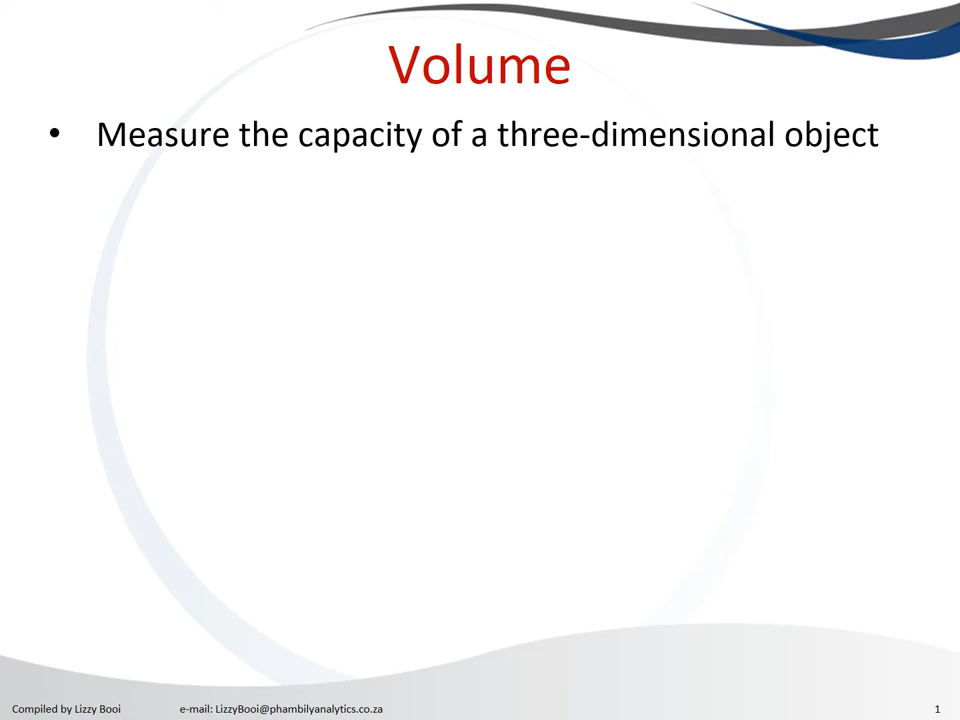 Volume
• Measure the capacity of a three-dimensional object
Compiled by Lizzy Booi e-mail: LizzyBooi@phambilyanalytics.co.za 1